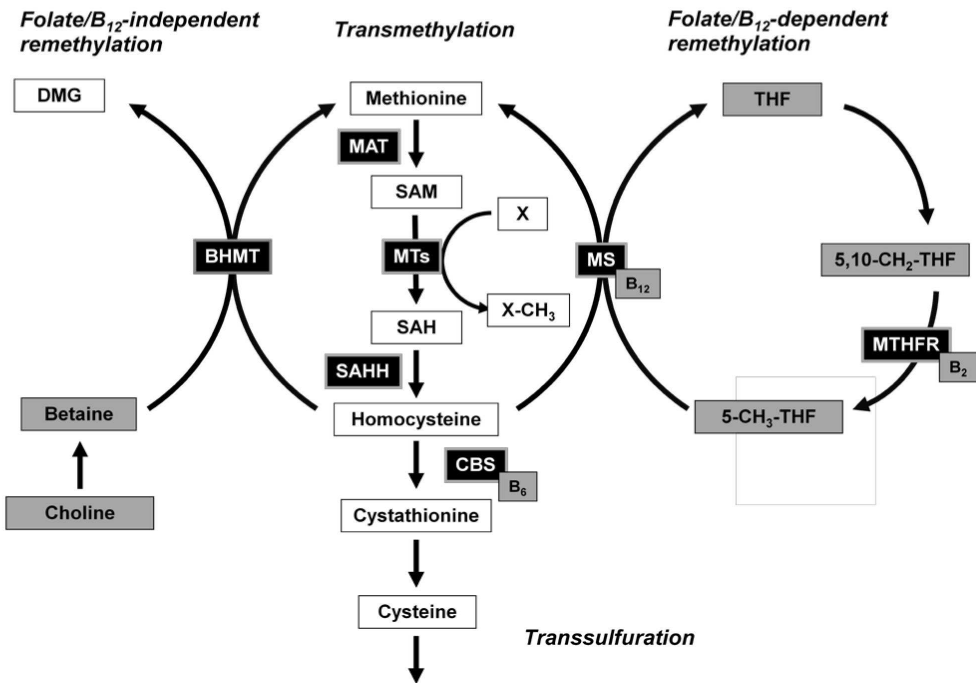 Folate/B₁₂-independent
remethylation
Transmethylation
Folate/B₁₂-dependent
remethylation
DMG
Methionine
THF
MAT
SAM
X
BHMT
MTs
MS
B₁₂
5,10-CH₂-THF
X-CH₃
SAH
MTHFR
B₂
SAHH
Betaine
Homocysteine
5-CH₃-THF
CBS
B₆
Choline
Cystathionine
Cysteine
Transsulfuration